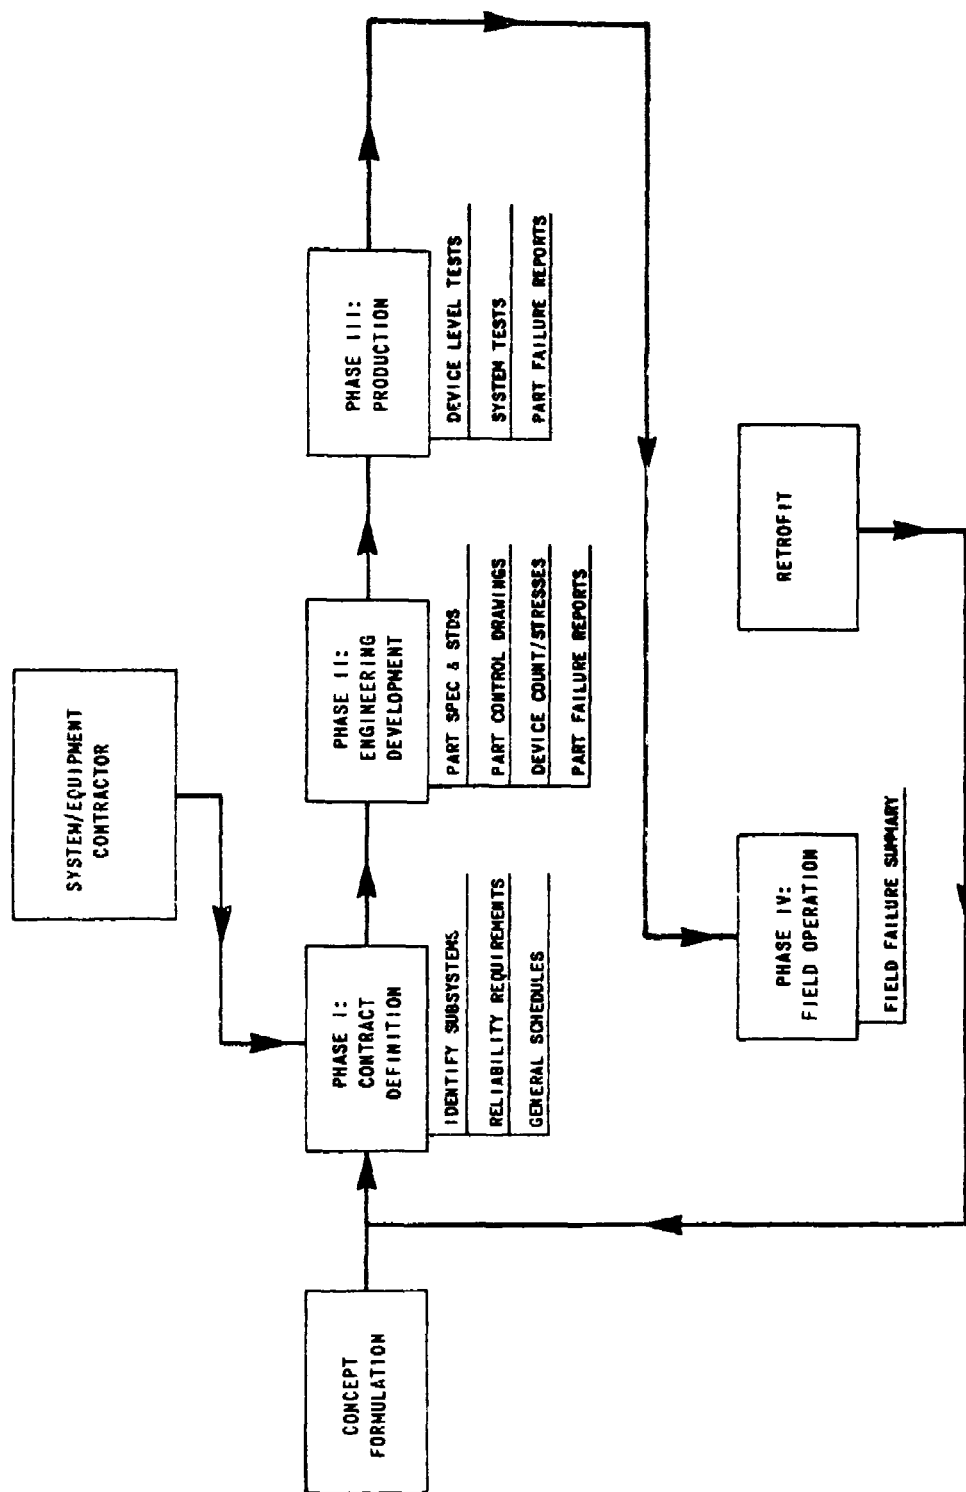 SYSTEM/EQUIPMENT
CONTRACTOR
CONCEPT
FORMULATION
PHASE I:
CONTRACT
DEFINITION
IDENTIFY SUBSYSTEMS
RELIABILITY REQUIREMENTS
GENERAL SCHEDULES
PHASE II:
ENGINEERING
DEVELOPMENT
PART SPEC & STDS
PART CONTROL DRAWINGS
DEVICE COUNT/STRESSES
PART FAILURE REPORTS
PHASE III:
PRODUCTION
DEVICE LEVEL TESTS
SYSTEM TESTS
PART FAILURE REPORTS
PHASE IV:
FIELD OPERATION
FIELD FAILURE SUMMARY
RETROFIT